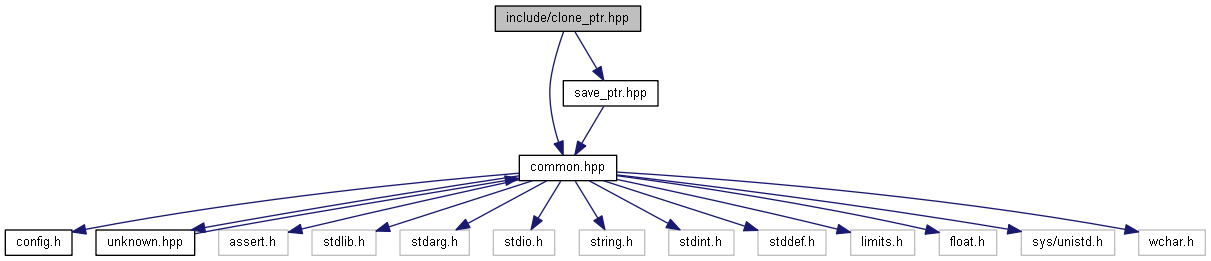 include/clone_ptr.hpp
save_ptr.hpp
common.hpp
config.h
unknown.hpp
assert.h
stdlib.h
stdarg.h
stdio.h
string.h
stdint.h
stddef.h
limits.h
float.h
sys/unistd.h
wchar.h